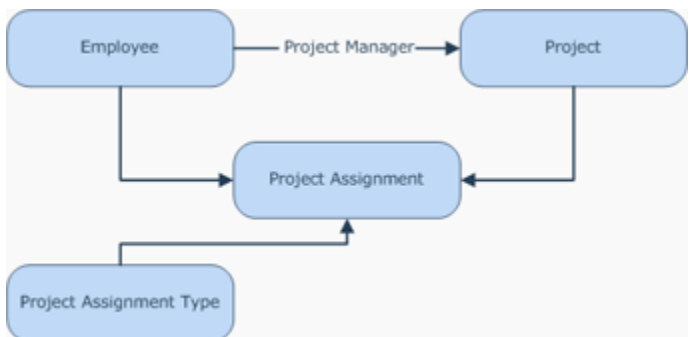 Employee
Project Manager
Project
Project Assignment
Project Assignment Type